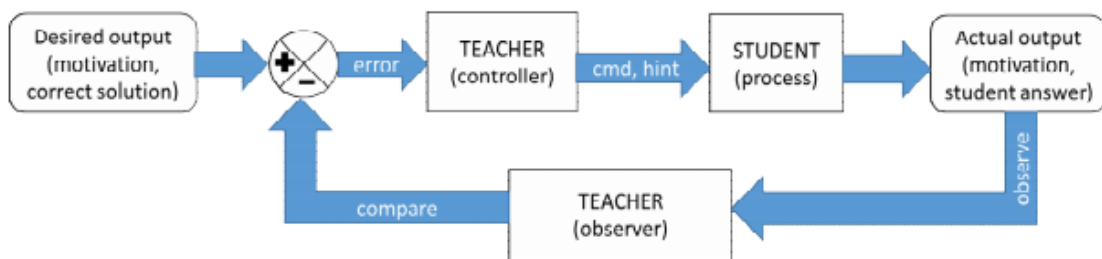 Desired output
(motivation,
correct solution)
+
−
error
TEACHER
(controller)
cmd, hint
STUDENT
(process)
Actual output
(motivation,
student answer)
observe
TEACHER
(observer)
compare